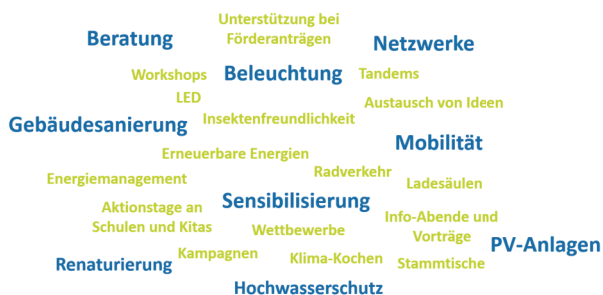 Unterstützung bei
Förderanträgen
Beratung
Netzwerke
Workshops
Beleuchtung
Tandems
LED
Austausch von Ideen
Gebäudesanierung
Insektenfreundlichkeit
Mobilität
Erneuerbare Energien
Radverkehr
Energiemanagement
Ladesäulen
Sensibilisierung
Aktionstage an
Schulen und Kitas
Info-Abende und
Vorträge
Wettbewerbe
PV-Anlagen
Kampagnen
Klima-Kochen
Stammtische
Renaturierung
Hochwasserschutz